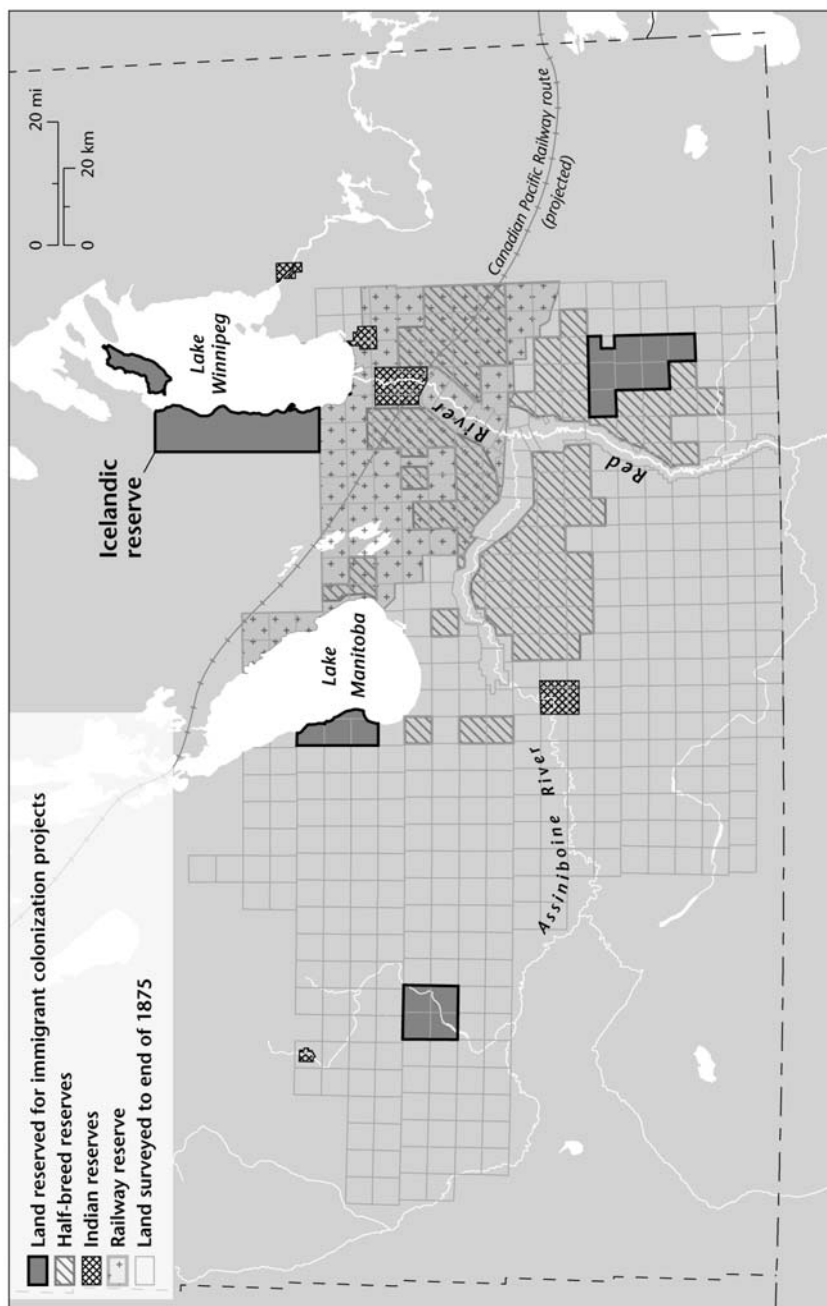 Land reserved for immigrant colonization projects
Half-breed reserves
Indian reserves
Railway reserve
Land surveyed to end of 1875
Icelandic
reserve
Lake
Winnipeg
0 20 mi
0 20 km
Lake
Manitoba
Canadian Pacific Railway route
(projected)
Red River
Assiniboine River